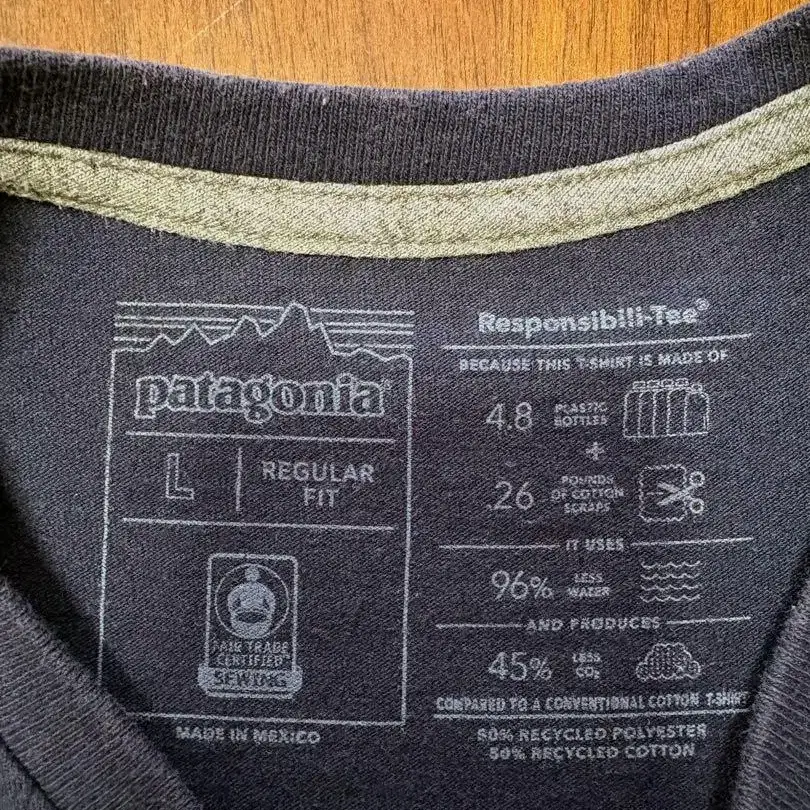 patagonia®
L
REGULAR
FIT
FAIR TRADE
CERTIFIED™
SEWING
MADE IN MEXICO
Responsibili-Tee®
BECAUSE THIS T-SHIRT IS MADE OF
4.8 PLASTIC
BOTTLES
+
.26 POUNDS
OF COTTON
SCRAPS
IT USES
96% LESS
WATER
AND PRODUCES
45% LESS
CO₂
COMPARED TO A CONVENTIONAL COTTON T-SHIRT
50% RECYCLED POLYESTER
50% RECYCLED COTTON